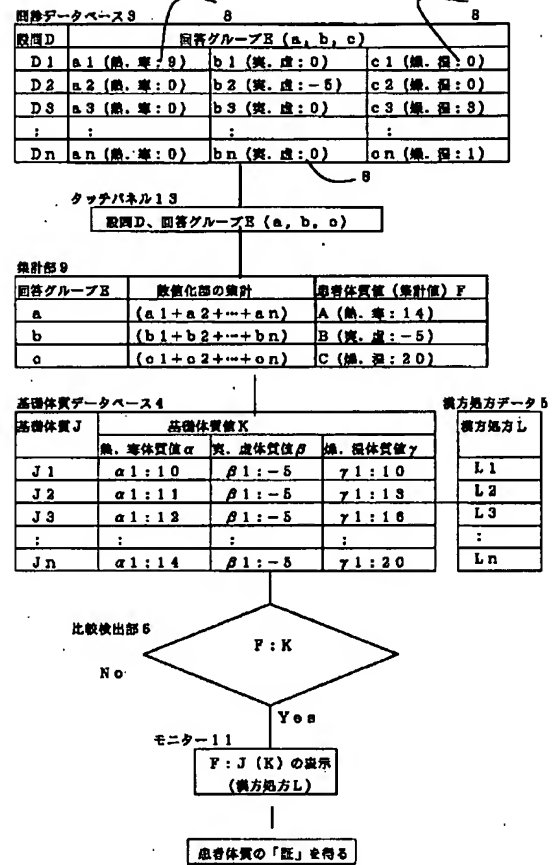 問診データベース3 8 8
設問D 回答グループE (a, b, c)
D1 a1 (熱. 寒:9) b1 (実. 虚:0) c1 (燥. 湿:0)
D2 a2 (熱. 寒:0) b2 (実. 虚:-5) c2 (燥. 湿:0)
D3 a3 (熱. 寒:0) b3 (実. 虚:0) c3 (燥. 湿:3)
: : : :
Dn an (熱. 寒:0) bn (実. 虚:0) cn (燥. 湿:1)
8
タッチパネル13
設問D、回答グループE (a, b, c)
集計部9
回答グループE 数値化部の集計 患者体質値 (集計値) F
a (a1+a2+…+an) A (熱. 寒:14)
b (b1+b2+…+bn) B (実. 虚:-5)
c (c1+c2+…+cn) C (燥. 湿:20)
基礎体質データベース4 漢方処方データ5
基礎体質J 基礎体質値K 漢方処方L
熱. 寒体質値α 実. 虚体質値β 燥. 湿体質値γ
J1 α1:10 β1:-5 γ1:10 L1
J2 α1:11 β1:-5 γ1:13 L2
J3 α1:12 β1:-5 γ1:16 L3
: : : : :
Jn α1:14 β1:-5 γ1:20 Ln
比較検出部6
F:K
No
Yes
モニター11
F:J (K) の表示
(漢方処方L)
患者体質の「証」を得る